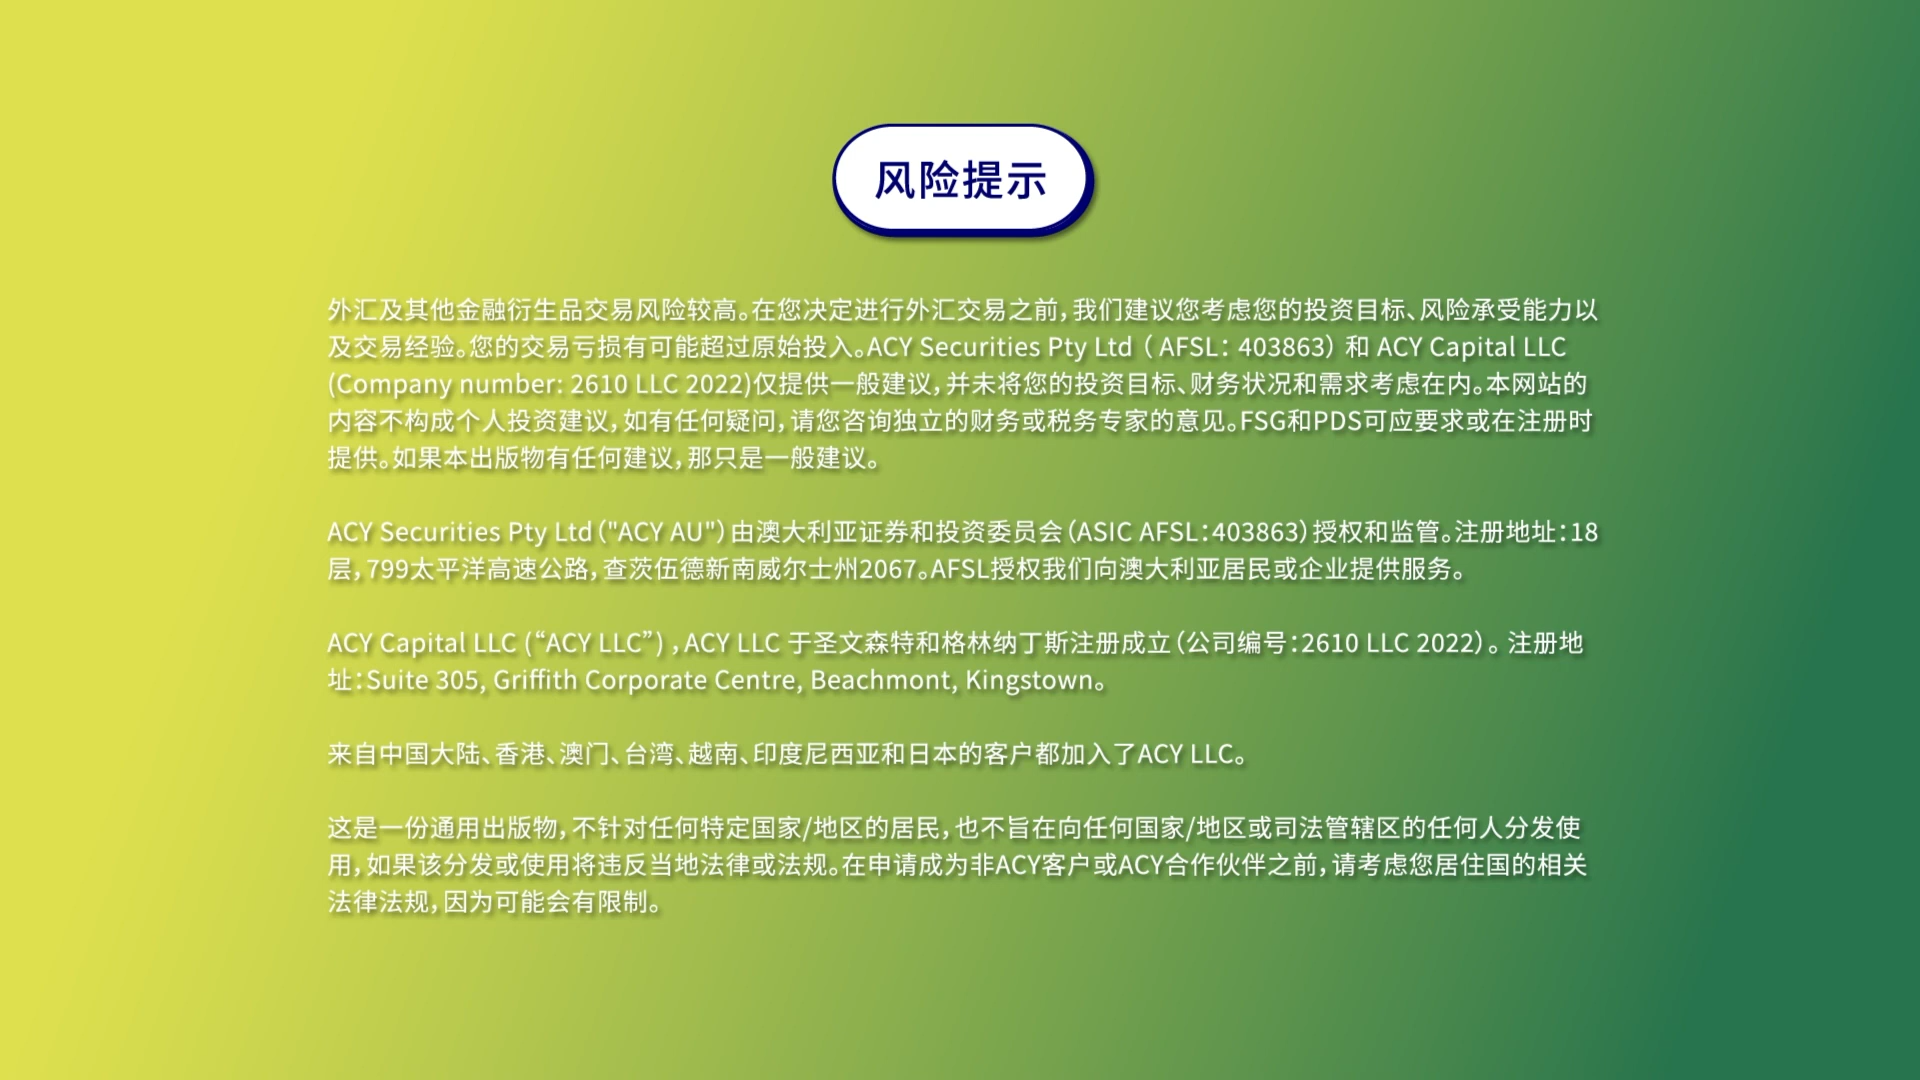 风险提示
外汇及其他金融衍生品交易风险较高。在您决定进行外汇交易之前，我们建议您考虑您的投资目标、风险承受能力以
及交易经验。您的交易亏损有可能超过原始投入。ACY Securities Pty Ltd（ AFSL：403863）和 ACY Capital LLC
(Company number: 2610 LLC 2022)仅提供一般建议，并未将您的投资目标、财务状况和需求考虑在内。本网站的
内容不构成个人投资建议，如有任何疑问，请您咨询独立的财务或税务专家的意见。FSG和PDS可应要求或在注册时
提供。如果本出版物有任何建议，那只是一般建议。
ACY Securities Pty Ltd（"ACY AU"）由澳大利亚证券和投资委员会（ASIC AFSL：403863）授权和监管。注册地址：18
层，799太平洋高速公路，查茨伍德新南威尔士州2067。AFSL授权我们向澳大利亚居民或企业提供服务。
ACY Capital LLC (“ACY LLC”) ，ACY LLC 于圣文森特和格林纳丁斯注册成立（公司编号：2610 LLC 2022）。 注册地
址：Suite 305, Griffith Corporate Centre, Beachmont, Kingstown。
来自中国大陆、香港、澳门、台湾、越南、印度尼西亚和日本的客户都加入了ACY LLC。
这是一份通用出版物，不针对任何特定国家/地区的居民，也不旨在向任何国家/地区或司法管辖区的任何人分发使
用，如果该分发或使用将违反当地法律或法规。在申请成为非ACY客户或ACY合作伙伴之前，请考虑您居住国的相关
法律法规，因为可能会有限制。